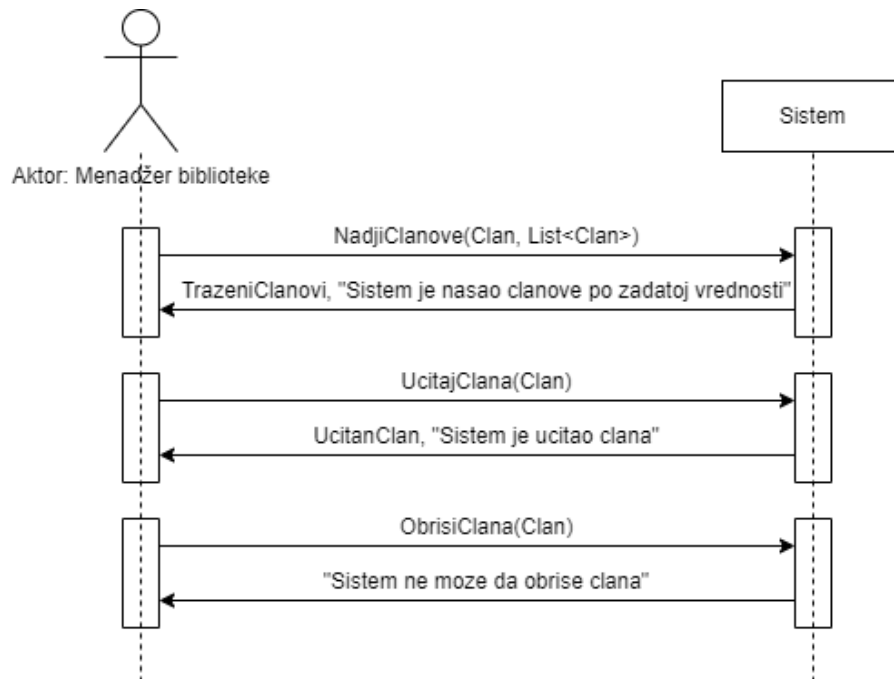 Sistem
Aktor: Menadžer biblioteke
NadjiClanove(Clan, List<Clan>)
TrazeniClanovi, "Sistem je nasao clanove po zadatoj vrednosti"
UcitajClana(Clan)
UcitanClan, "Sistem je ucitao clana"
ObrisiClana(Clan)
"Sistem ne moze da obrise clana"